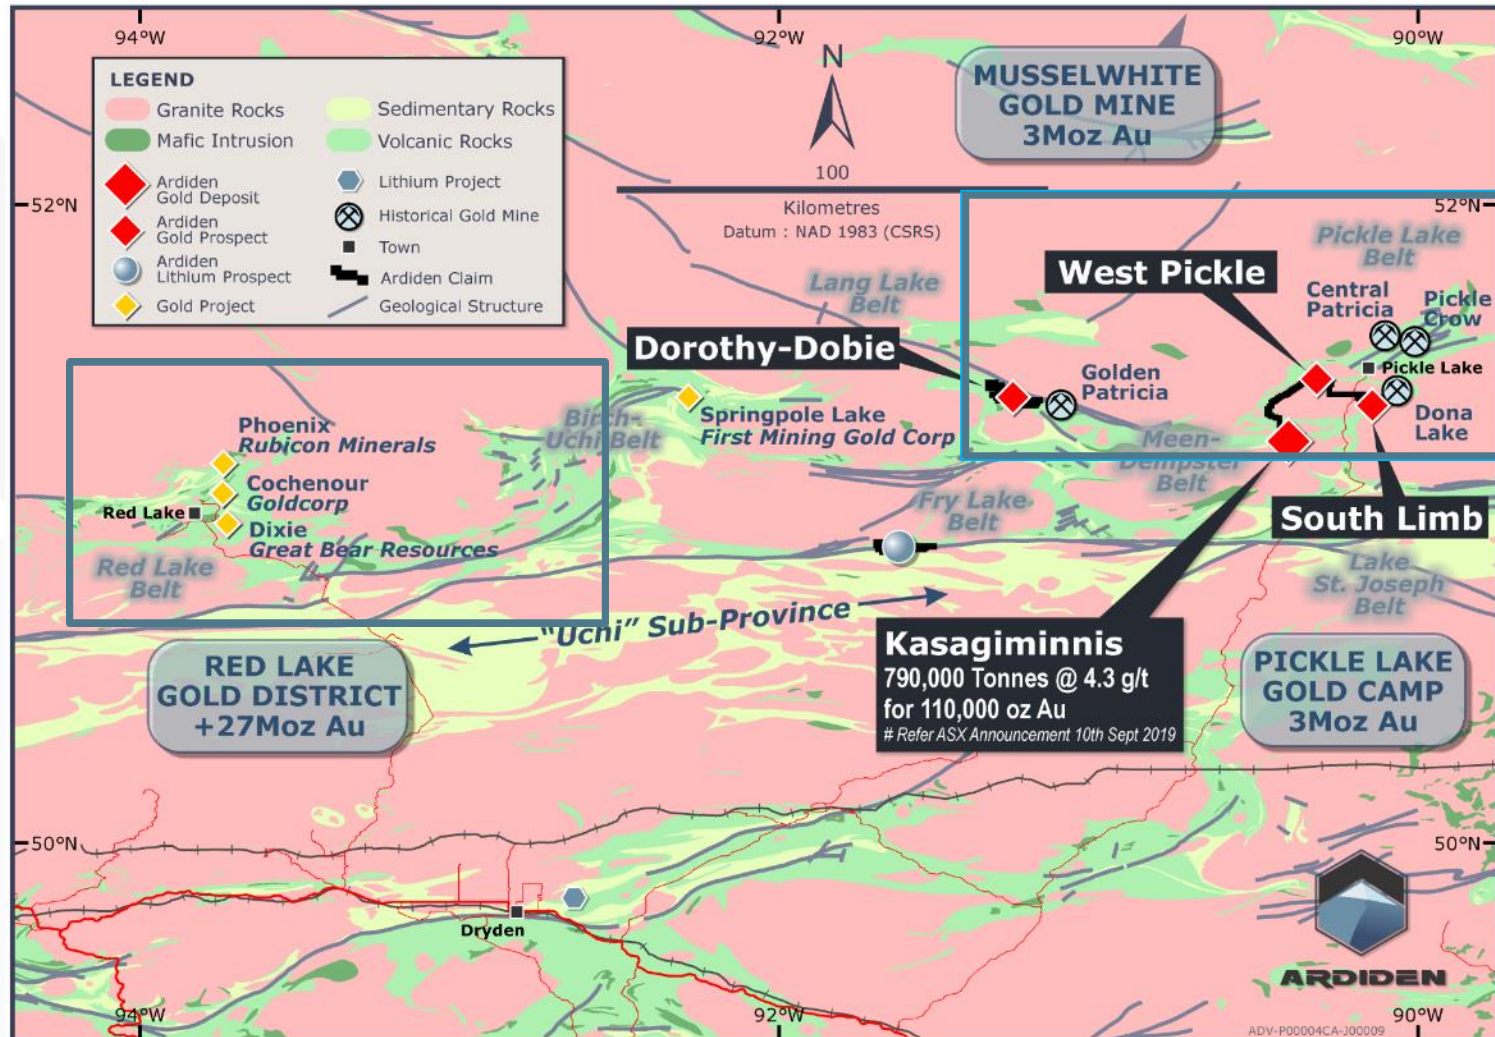 94°W
92°W
90°W
N
LEGEND
Granite Rocks
Sedimentary Rocks
Mafic Intrusion
Volcanic Rocks
Ardiden
Gold Deposit
Lithium Project
Ardiden
Gold Prospect
Historical Gold Mine
Town
Ardiden
Lithium Prospect
Ardiden Claim
Gold Project
Geological Structure
100
Kilometres
Datum : NAD 1983 (CSRS)
MUSSELWHITE
GOLD MINE
3Moz Au
52°N
52°N
Pickle Lake
Belt
West Pickle
Lang Lake
Belt
Central
Patricia
Pickle
Crow
Dorothy-Dobie
Pickle Lake
Golden
Patricia
Springpole Lake
First Mining Gold Corp
Birch-
Uchi Belt
Dona
Lake
Meen-
Dempster
Belt
Phoenix
Rubicon Minerals
Cochenour
Goldcorp
Red Lake
Dixie
Great Bear Resources
Red Lake
Belt
Fry Lake
Belt
South Limb
Lake
St. Joseph
Belt
"Uchi" Sub-Province
Kasagiminnis
790,000 Tonnes @ 4.3 g/t
for 110,000 oz Au
# Refer ASX Announcement 10th Sept 2019
RED LAKE
GOLD DISTRICT
+27Moz Au
PICKLE LAKE
GOLD CAMP
3Moz Au
50°N
50°N
Dryden
ARDIDEN
94°W
92°W
90°W
ADV-P00004CA-J00009